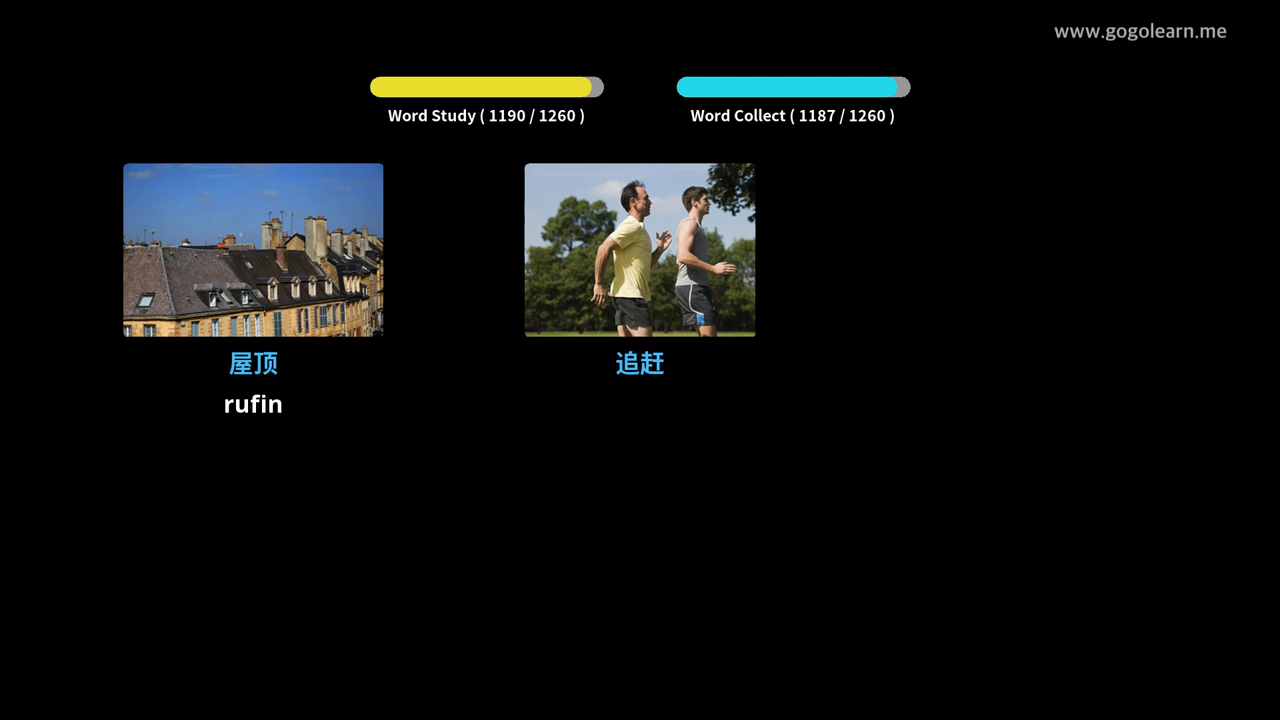 www.gogolearn.me
Word Study ( 1190 / 1260 )
Word Collect ( 1187 / 1260 )
屋顶
rufin
追赶